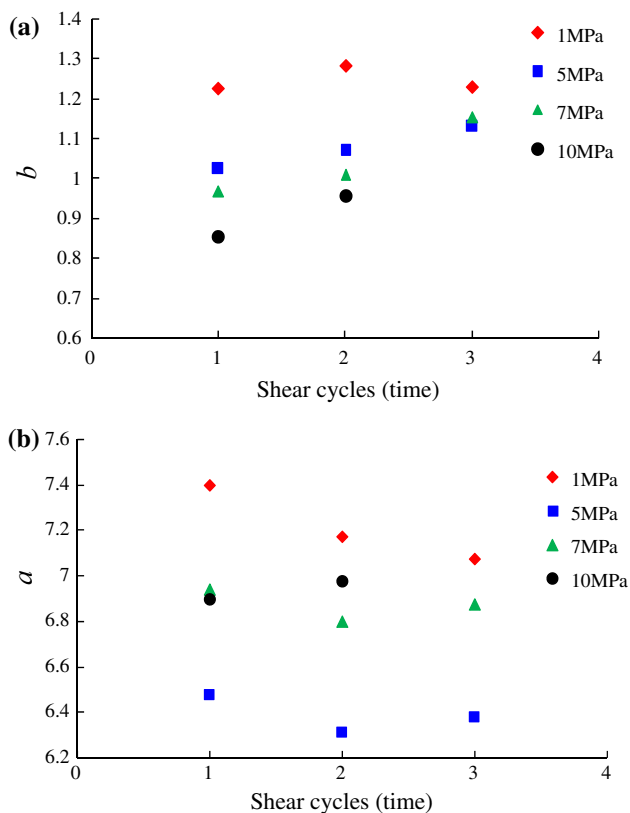 (a)
1.4
1.3
1.2
1.1
1
0.9
0.8
0.7
0.6
b
0
1
2
3
4
Shear cycles (time)
1MPa
5MPa
7MPa
10MPa
(b)
7.6
7.4
7.2
7
6.8
6.6
6.4
6.2
a
0
1
2
3
4
Shear cycles (time)
1MPa
5MPa
7MPa
10MPa